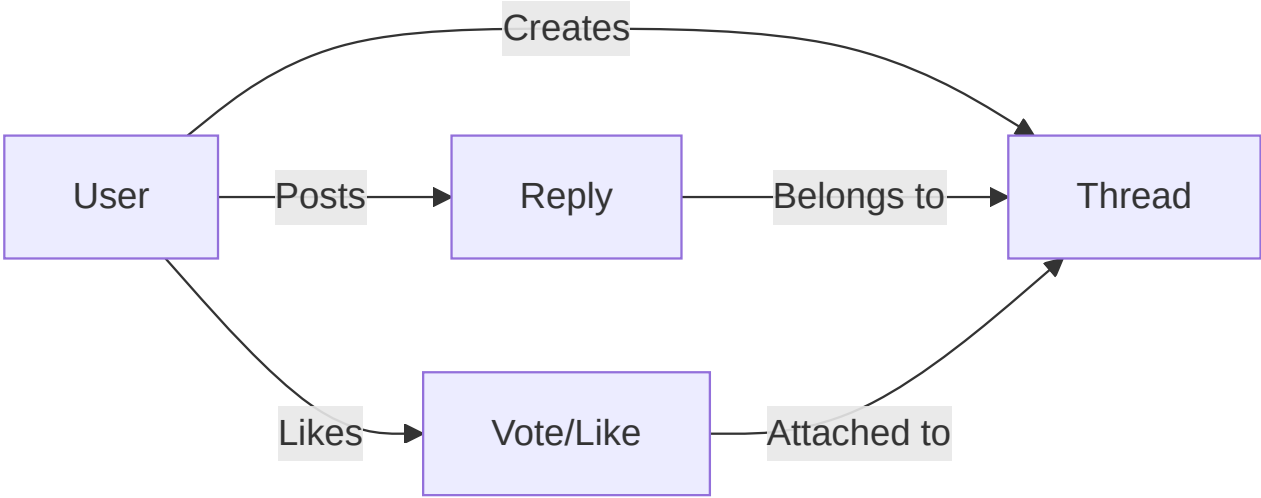 Creates
User
Posts
Reply
Belongs to
Thread
Likes
Vote/Like
Attached to